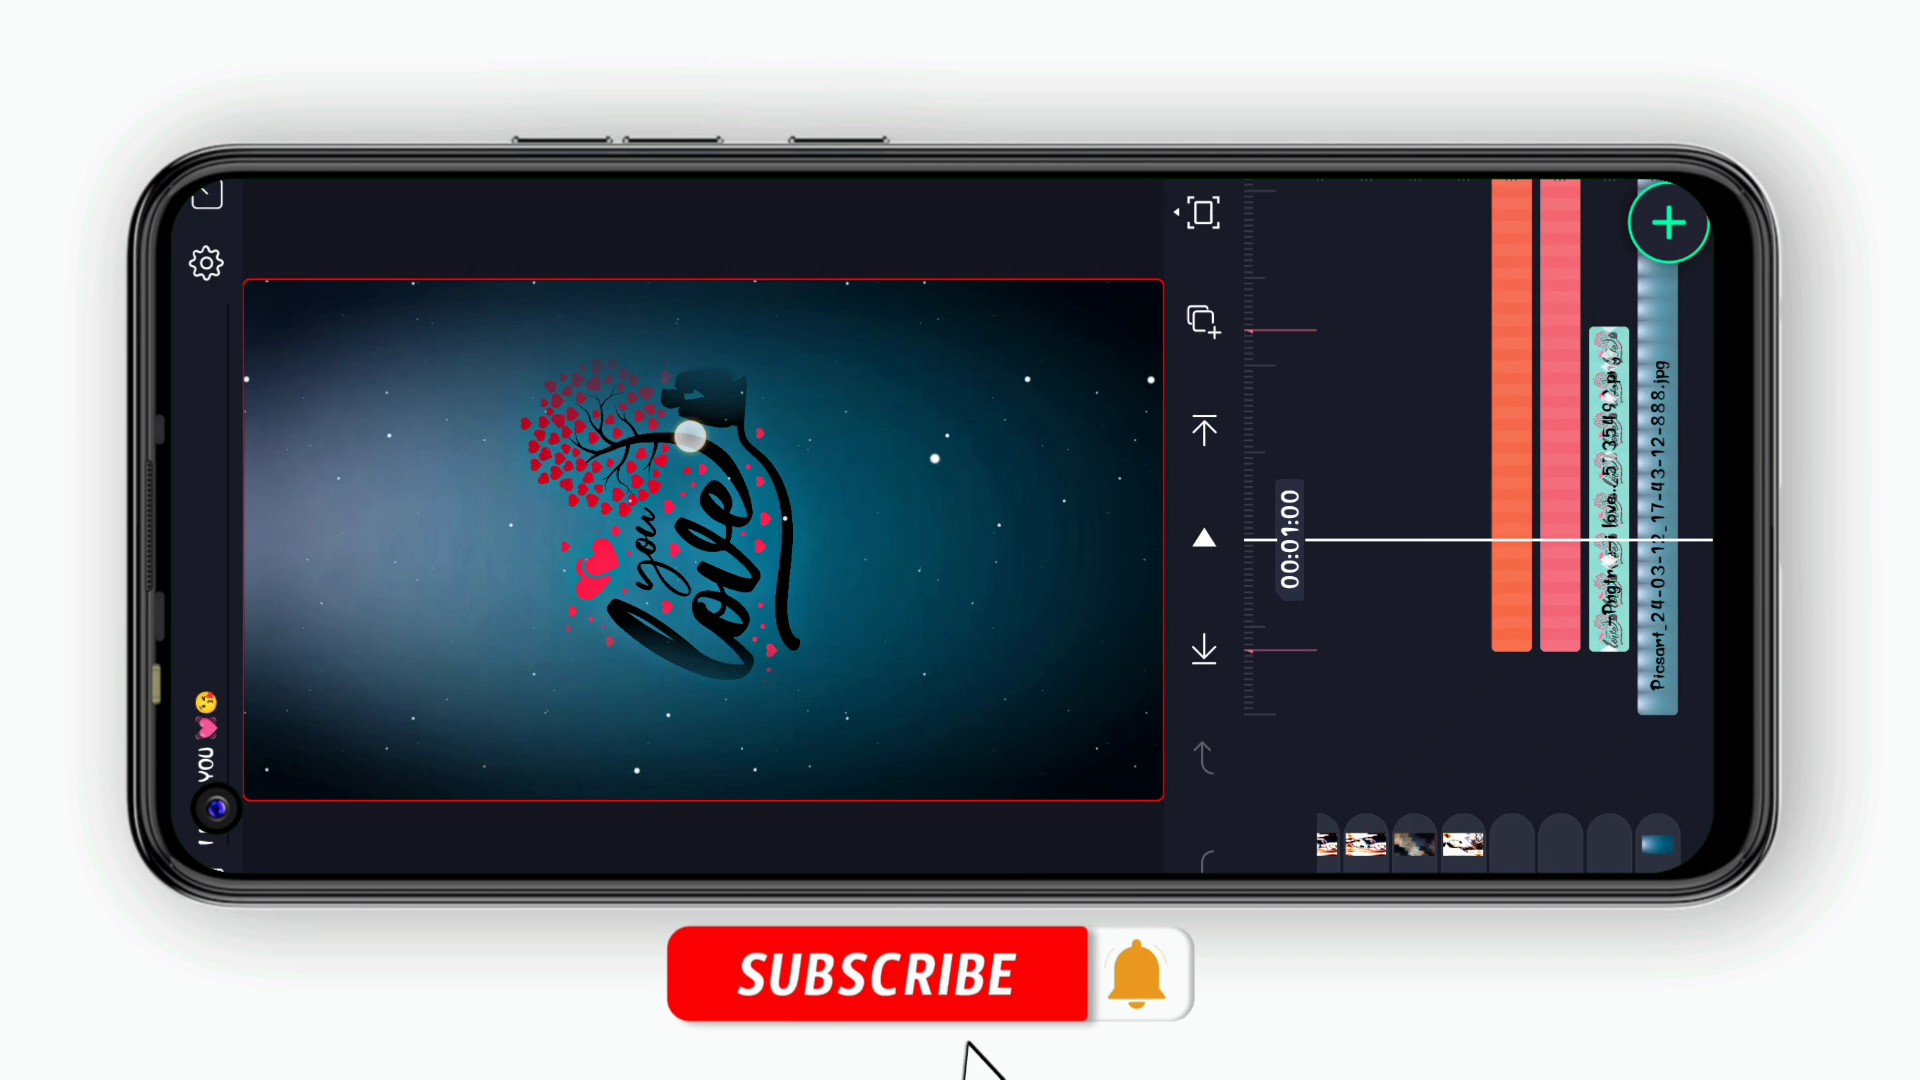 YOU 💓😘
you
love
00:01:00
Picsart_24-03-12_17-43-12-888.jpg
SUBSCRIBE